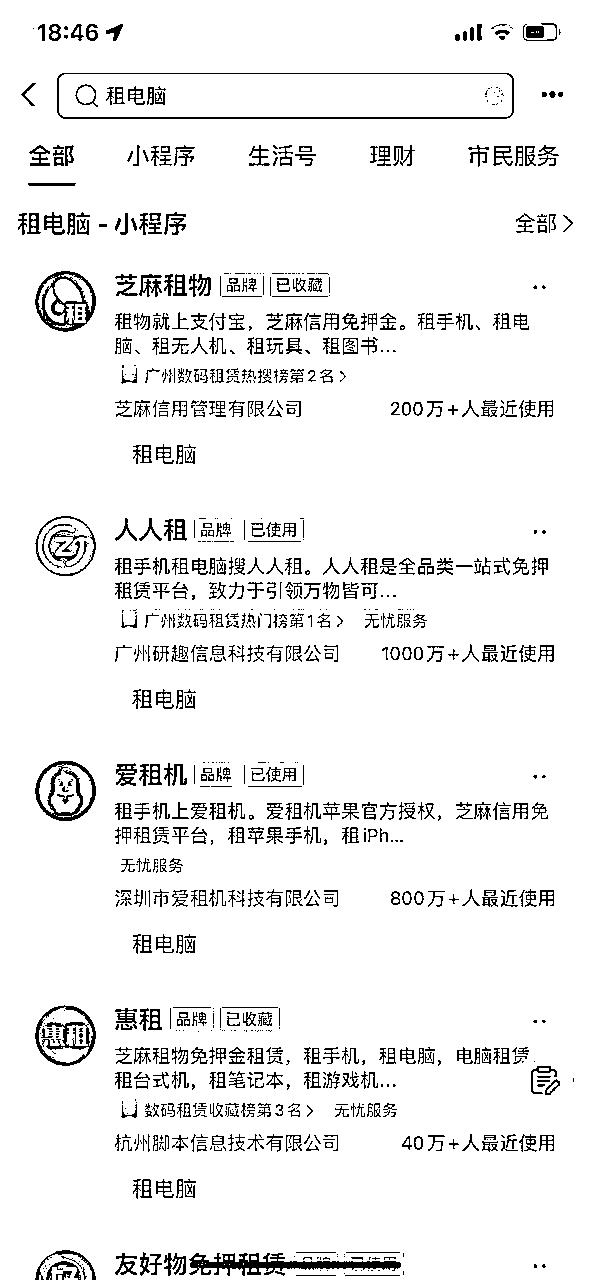 18:46
租电脑
全部 小程序 生活号 理财 市民服务
租电脑 - 小程序 全部
芝麻租物 品牌 已收藏
租物就上支付宝，芝麻信用免押金。租手机、租电
脑、租无人机、租玩具、租图书...
广州数码租赁热搜榜第2名
芝麻信用管理有限公司 200万+人最近使用
租电脑
人人租 品牌 已使用
租手机租电脑搜人人租。人人租是全品类一站式免押
租赁平台，致力于引领万物皆可...
广州数码租赁热门榜第1名 无忧服务
广州研趣信息科技有限公司 1000万+人最近使用
租电脑
爱租机 品牌 已使用
租手机上爱租机。爱租机苹果官方授权，芝麻信用免
押租赁平台，租苹果手机，租iPh...
无忧服务
深圳市爱租机科技有限公司 800万+人最近使用
租电脑
惠租 品牌 已收藏
芝麻租物免押金租赁，租手机，租电脑，电脑租赁
租台式机，租笔记本，租游戏机...
数码租赁收藏榜第3名 无忧服务
杭州脚本信息技术有限公司 40万+人最近使用
租电脑
友好物免押租赁 品牌 已使用